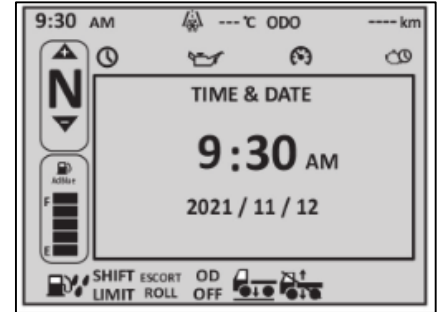 9:30 AM --- ℃ ODO ---- km
N
TIME & DATE
9:30 AM
2021 / 11 / 12
AdBlue
F
E
SHIFT LIMIT
ESCORT ROLL
OD OFF